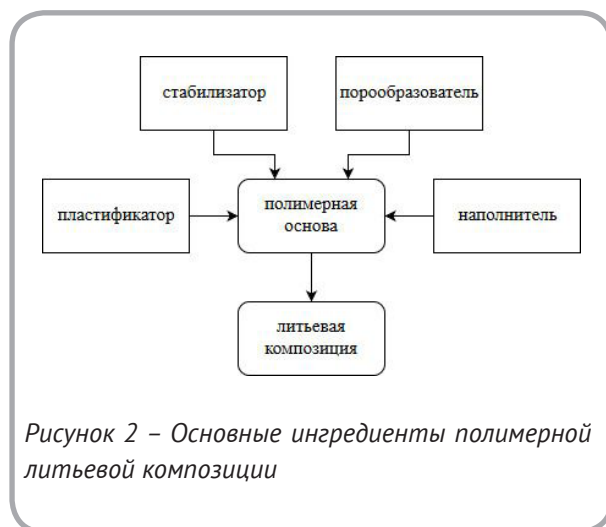 стабилизатор
порообразователь
пластификатор
полимерная
основа
наполнитель
литьевая
композиция
Рисунок 2 – Основные ингредиенты полимерной
литьевой композиции